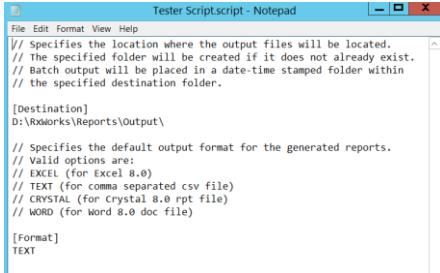 Tester Script.script - Notepad
File Edit Format View Help
// Specifies the location where the output files will be located.
// The specified folder will be created if it does not already exist.
// Batch output will be placed in a date-time stamped folder within
// the specified destination folder.
[Destination]
D:\RxWorks\Reports\Output\
// Specifies the default output format for the generated reports.
// Valid options are:
// EXCEL (for Excel 8.0)
// TEXT (for comma separated csv file)
// CRYSTAL (for Crystal 8.0 rpt file)
// WORD (for Word 8.0 doc file)
[Format]
TEXT